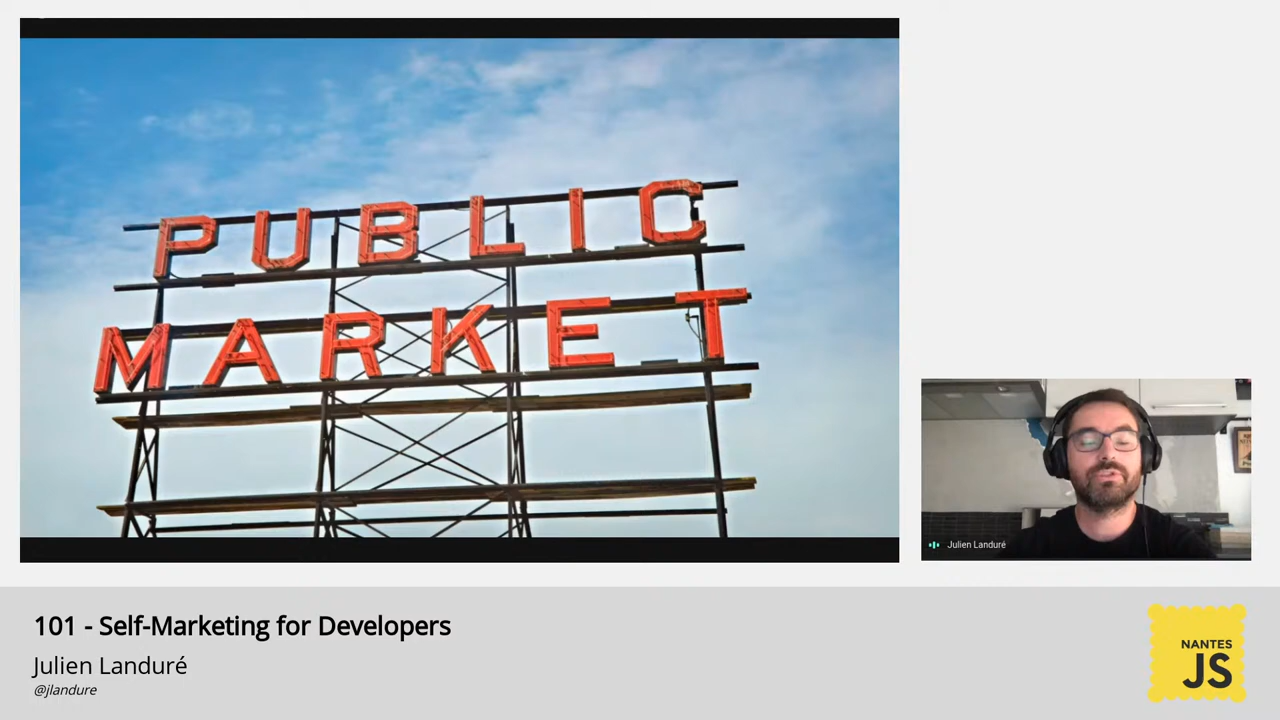 PUBLIC
MARKET
Julien Landuré
101 - Self-Marketing for Developers
Julien Landuré
@jlandure
NANTES
JS